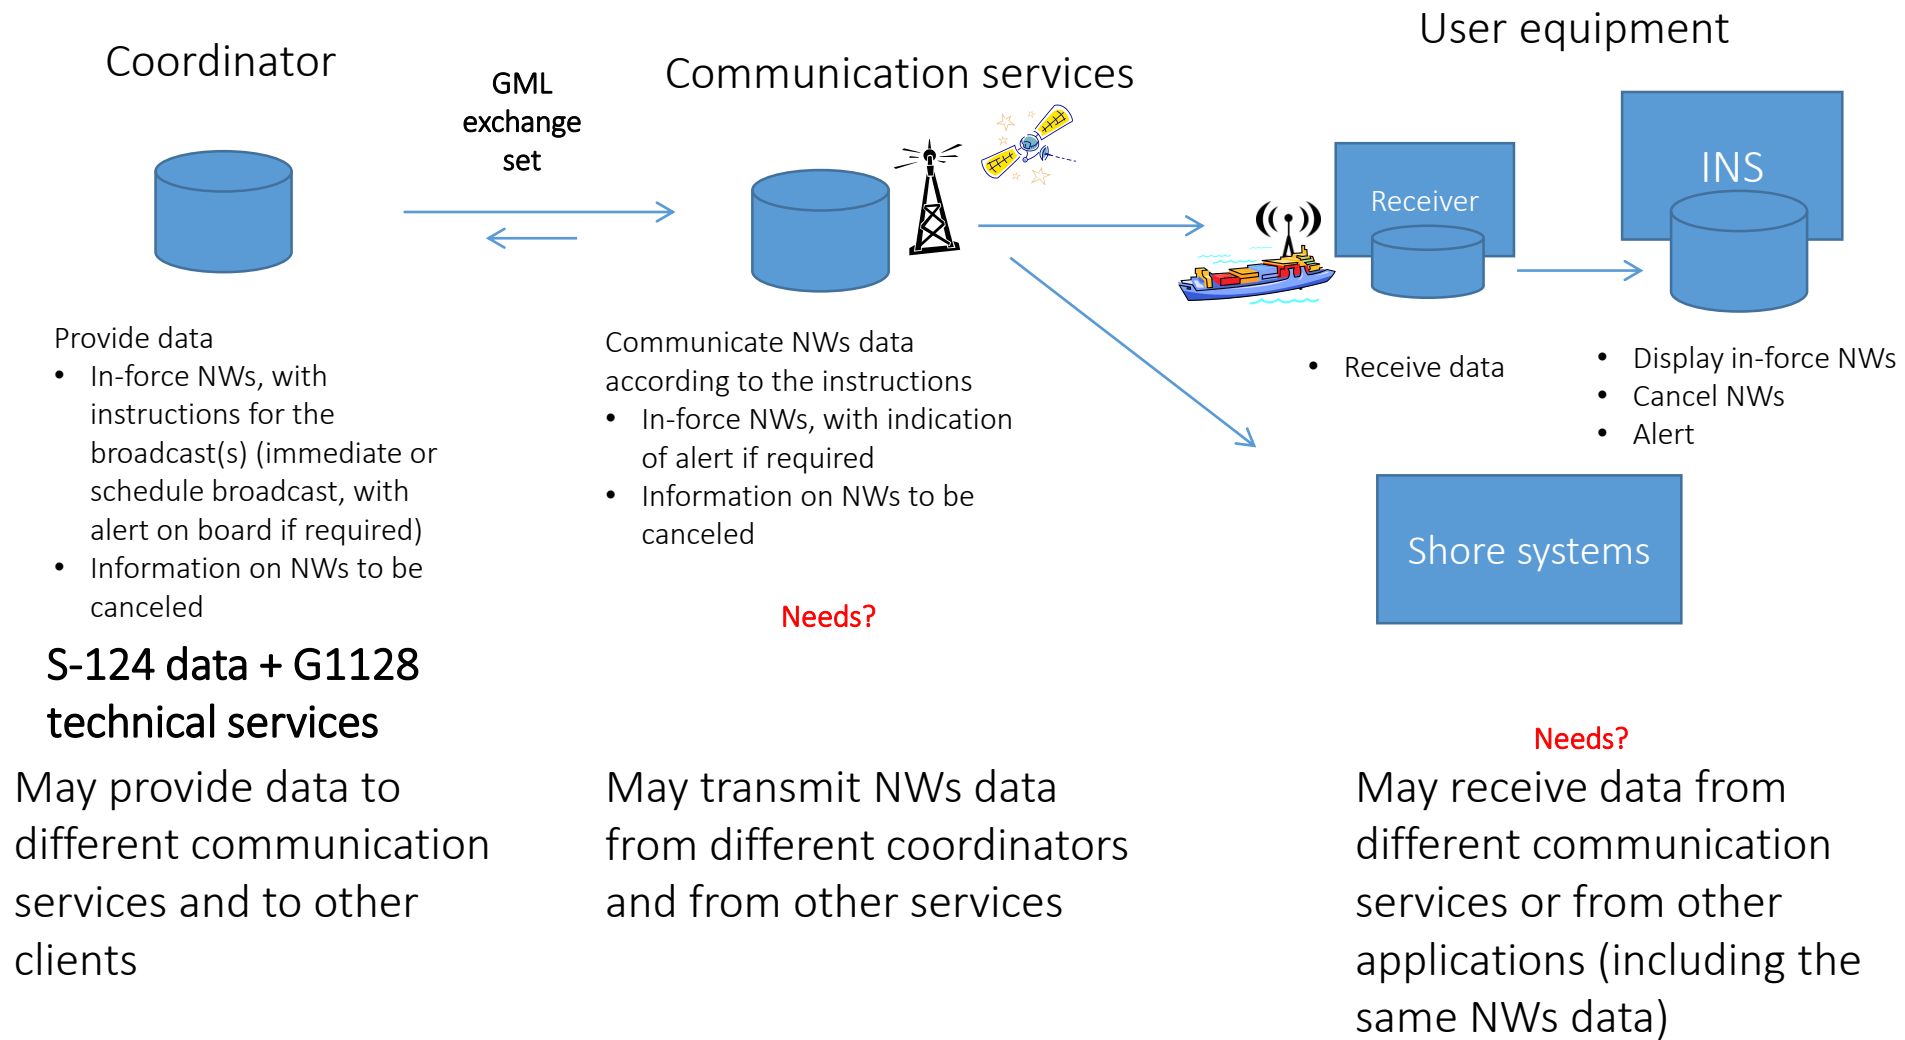 Coordinator
GML
exchange
set
Communication services
User equipment
Receiver
INS
Provide data
• In-force NWs, with
instructions for the
broadcast(s) (immediate or
schedule broadcast, with
alert on board if required)
• Information on NWs to be
canceled
S-124 data + G1128
technical services
May provide data to
different communication
services and to other
clients
Communicate NWs data
according to the instructions
• In-force NWs, with indication
of alert if required
• Information on NWs to be
canceled
Needs?
May transmit NWs data
from different coordinators
and from other services
• Receive data
• Display in-force NWs
• Cancel NWs
• Alert
Shore systems
Needs?
May receive data from
different communication
services or from other
applications (including the
same NWs data)